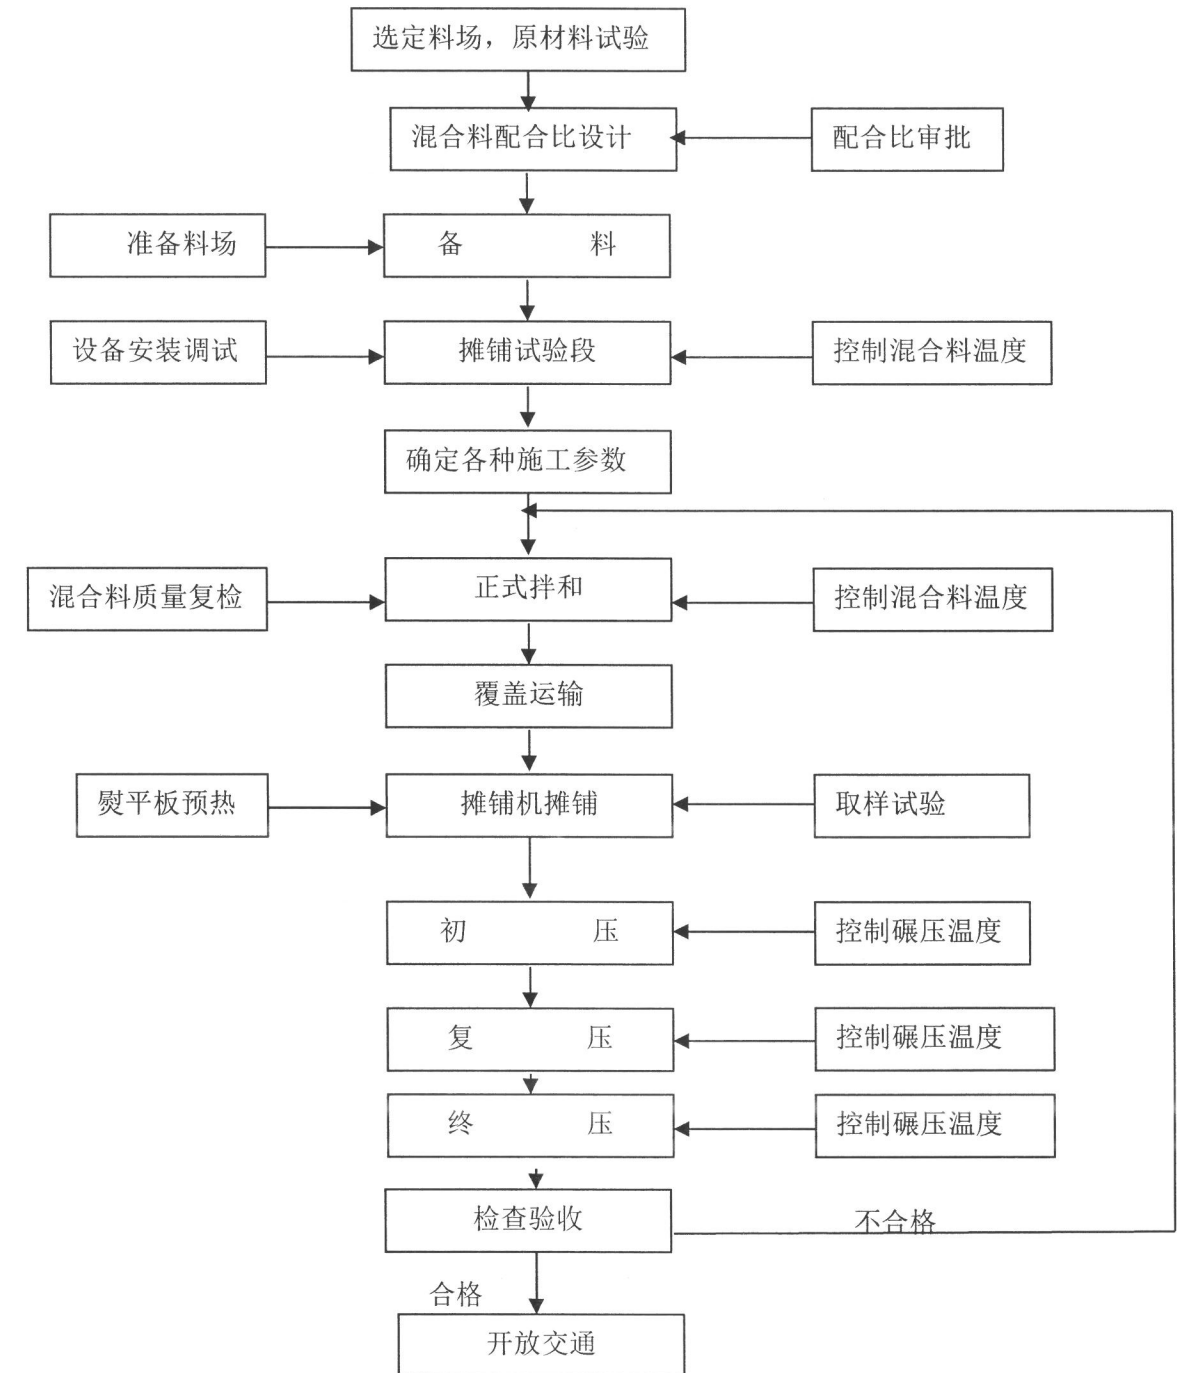 选定料场，原材料试验
混合料配合比设计
配合比审批
准备料场
备 料
设备安装调试
摊铺试验段
控制混合料温度
确定各种施工参数
混合料质量复检
正式拌和
控制混合料温度
覆盖运输
熨平板预热
摊铺机摊铺
取样试验
初 压
控制碾压温度
复 压
控制碾压温度
终 压
控制碾压温度
检查验收
不合格
合格
开放交通